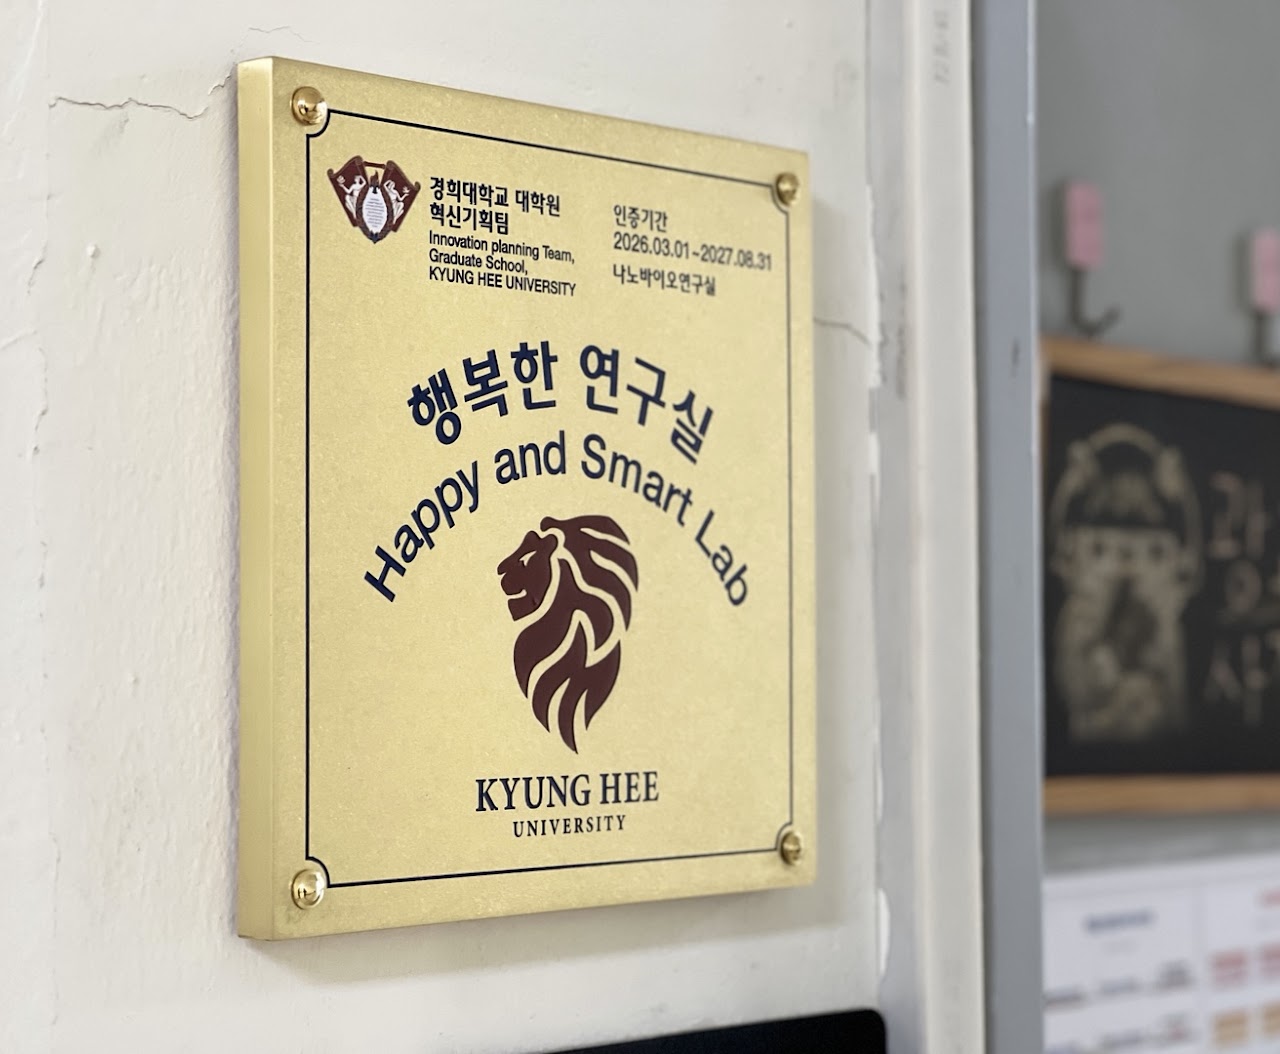 경희대학교 대학원
혁신기획팀
Innovation planning Team,
Graduate School,
KYUNG HEE UNIVERSITY
인증기간
2026.03.01~2027.08.31
나노바이오연구실
행복한 연구실
Happy and Smart Lab
KYUNG HEE
UNIVERSITY